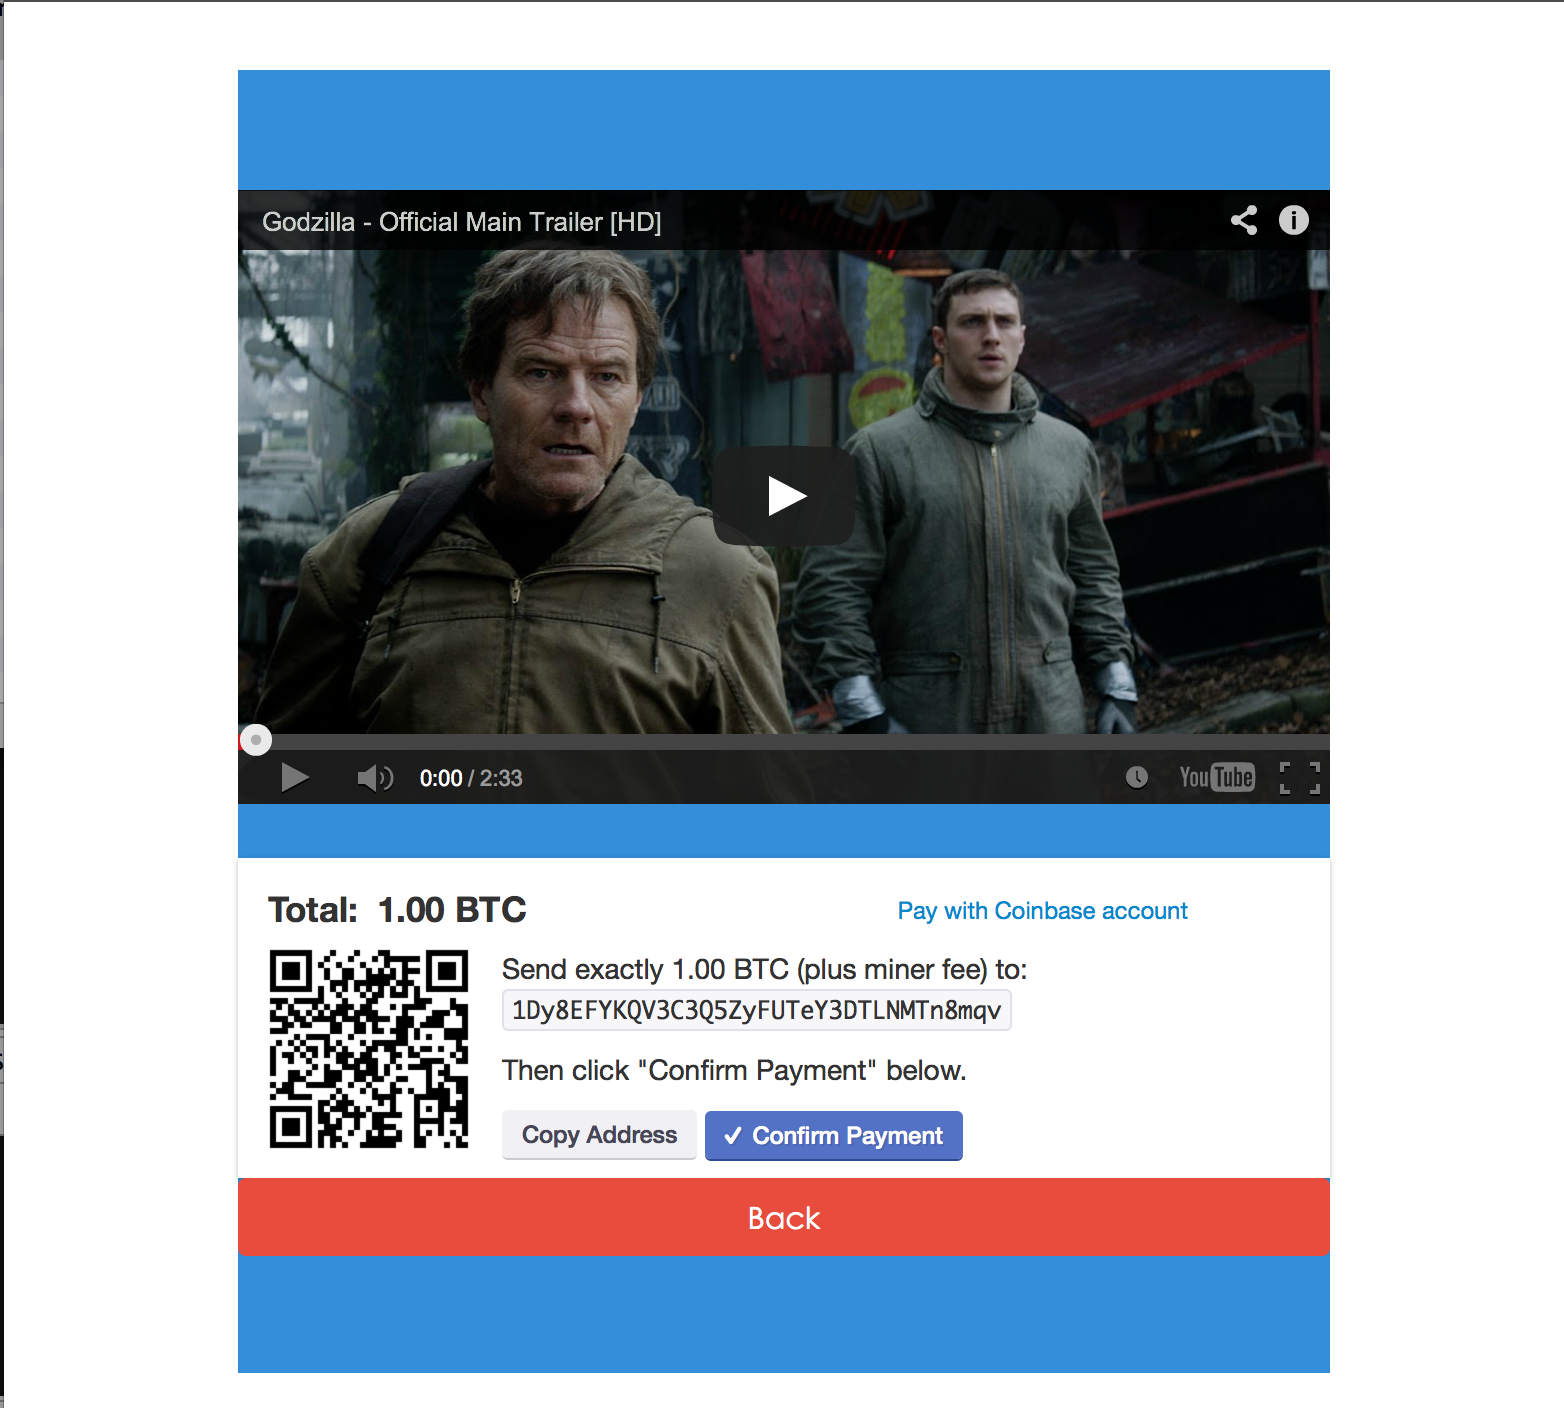 Godzilla - Official Main Trailer [HD]
0:00 / 2:33
YouTube
Total: 1.00 BTC
Pay with Coinbase account
Send exactly 1.00 BTC (plus miner fee) to:
1Dy8EFYKQV3C3Q5ZyFUTeY3DTLNMTn8mqv
Then click "Confirm Payment" below.
Copy Address
✓ Confirm Payment
Back